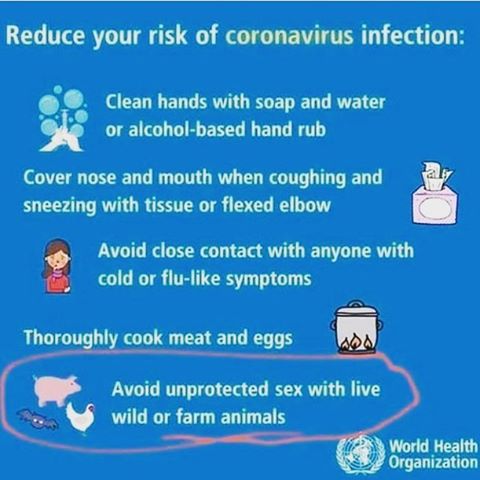 Reduce your risk of coronavirus infection:
Clean hands with soap and water
or alcohol-based hand rub
Cover nose and mouth when coughing and
sneezing with tissue or flexed elbow
Avoid close contact with anyone with
cold or flu-like symptoms
Thoroughly cook meat and eggs
Avoid unprotected sex with live
wild or farm animals
World Health
Organization